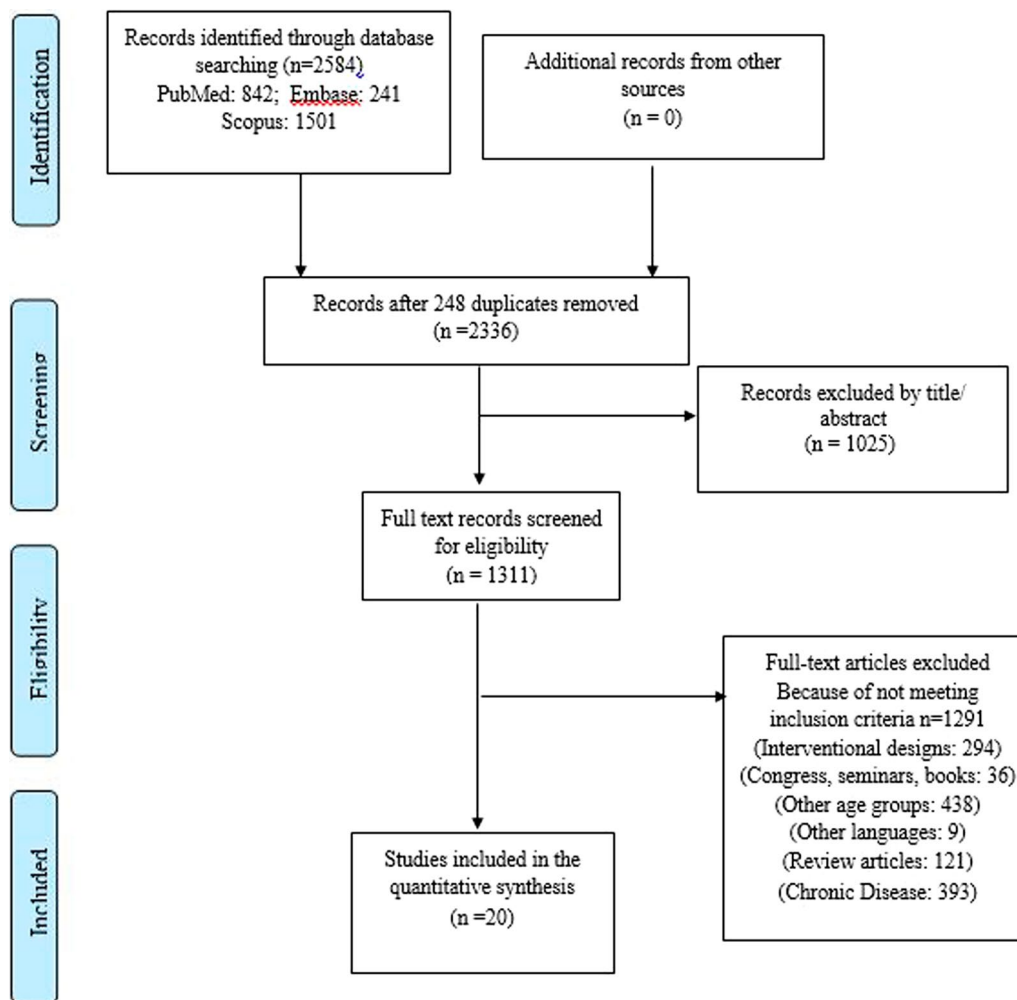 Identification
Records identified through database
searching (n=2584)
PubMed: 842; Embase: 241
Scopus: 1501
Additional records from other
sources
(n = 0)
Records after 248 duplicates removed
(n =2336)
Screening
Records excluded by title/
abstract
(n = 1025)
Full text records screened
for eligibility
(n = 1311)
Eligibility
Full-text articles excluded
Because of not meeting
inclusion criteria n=1291
(Interventional designs: 294)
(Congress, seminars, books: 36)
(Other age groups: 438)
(Other languages: 9)
(Review articles: 121)
(Chronic Disease: 393)
Included
Studies included in the
quantitative synthesis
(n =20)